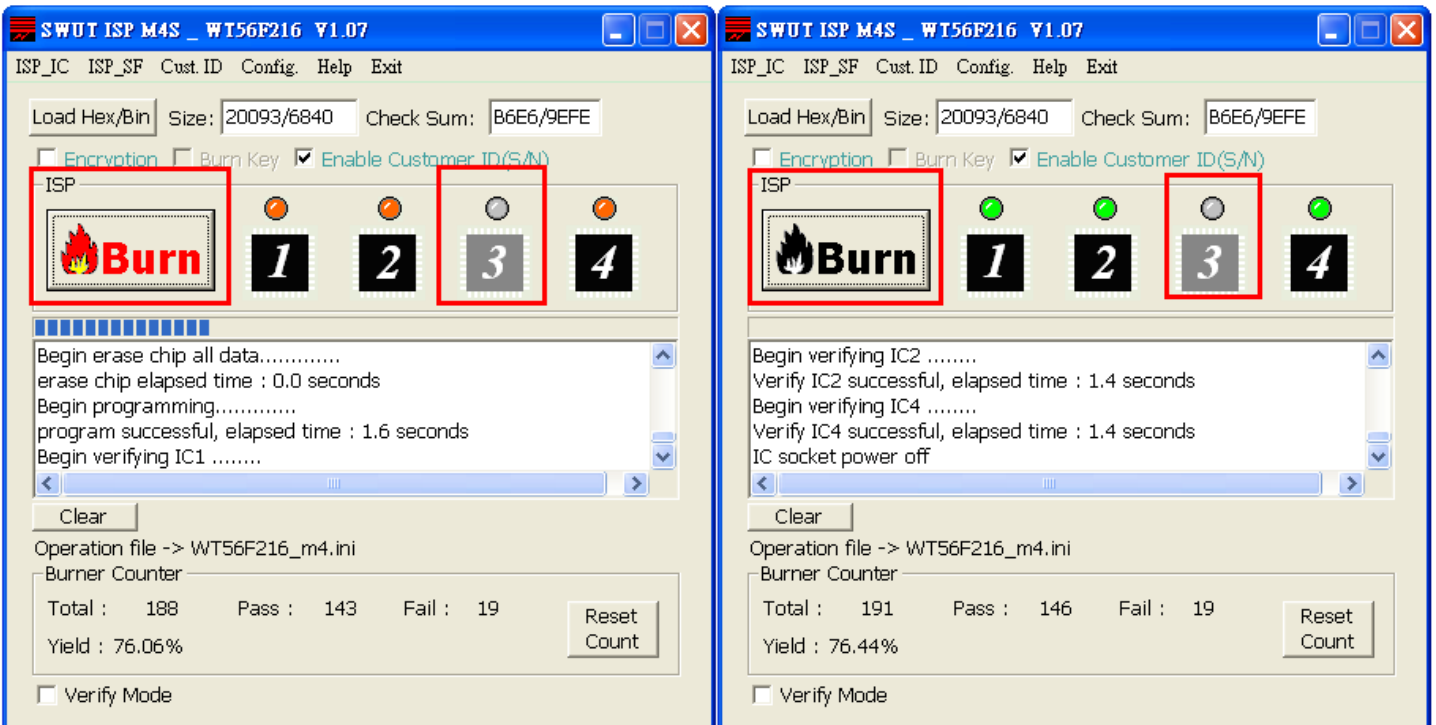 SWUT ISP M4S _ WT56F216 V1.07
ISP_IC ISP_SF Cust. ID Config. Help Exit
Load Hex/Bin Size: 20093/6840 Check Sum: B6E6/9EFE
Encryption Burn Key Enable Customer ID(S/N)
ISP
Burn 1 2 3 4
Begin erase chip all data.............
erase chip elapsed time : 0.0 seconds
Begin programming.............
program successful, elapsed time : 1.6 seconds
Begin verifying IC1 ........
Clear
Operation file -> WT56F216_m4.ini
Burner Counter
Total : 188 Pass : 143 Fail : 19
Reset Count
Yield : 76.06%
Verify Mode
SWUT ISP M4S _ WT56F216 V1.07
ISP_IC ISP_SF Cust. ID Config. Help Exit
Load Hex/Bin Size: 20093/6840 Check Sum: B6E6/9EFE
Encryption Burn Key Enable Customer ID(S/N)
ISP
Burn 1 2 3 4
Begin verifying IC2 ........
Verify IC2 successful, elapsed time : 1.4 seconds
Begin verifying IC4 ........
Verify IC4 successful, elapsed time : 1.4 seconds
IC socket power off
Clear
Operation file -> WT56F216_m4.ini
Burner Counter
Total : 191 Pass : 146 Fail : 19
Reset Count
Yield : 76.44%
Verify Mode